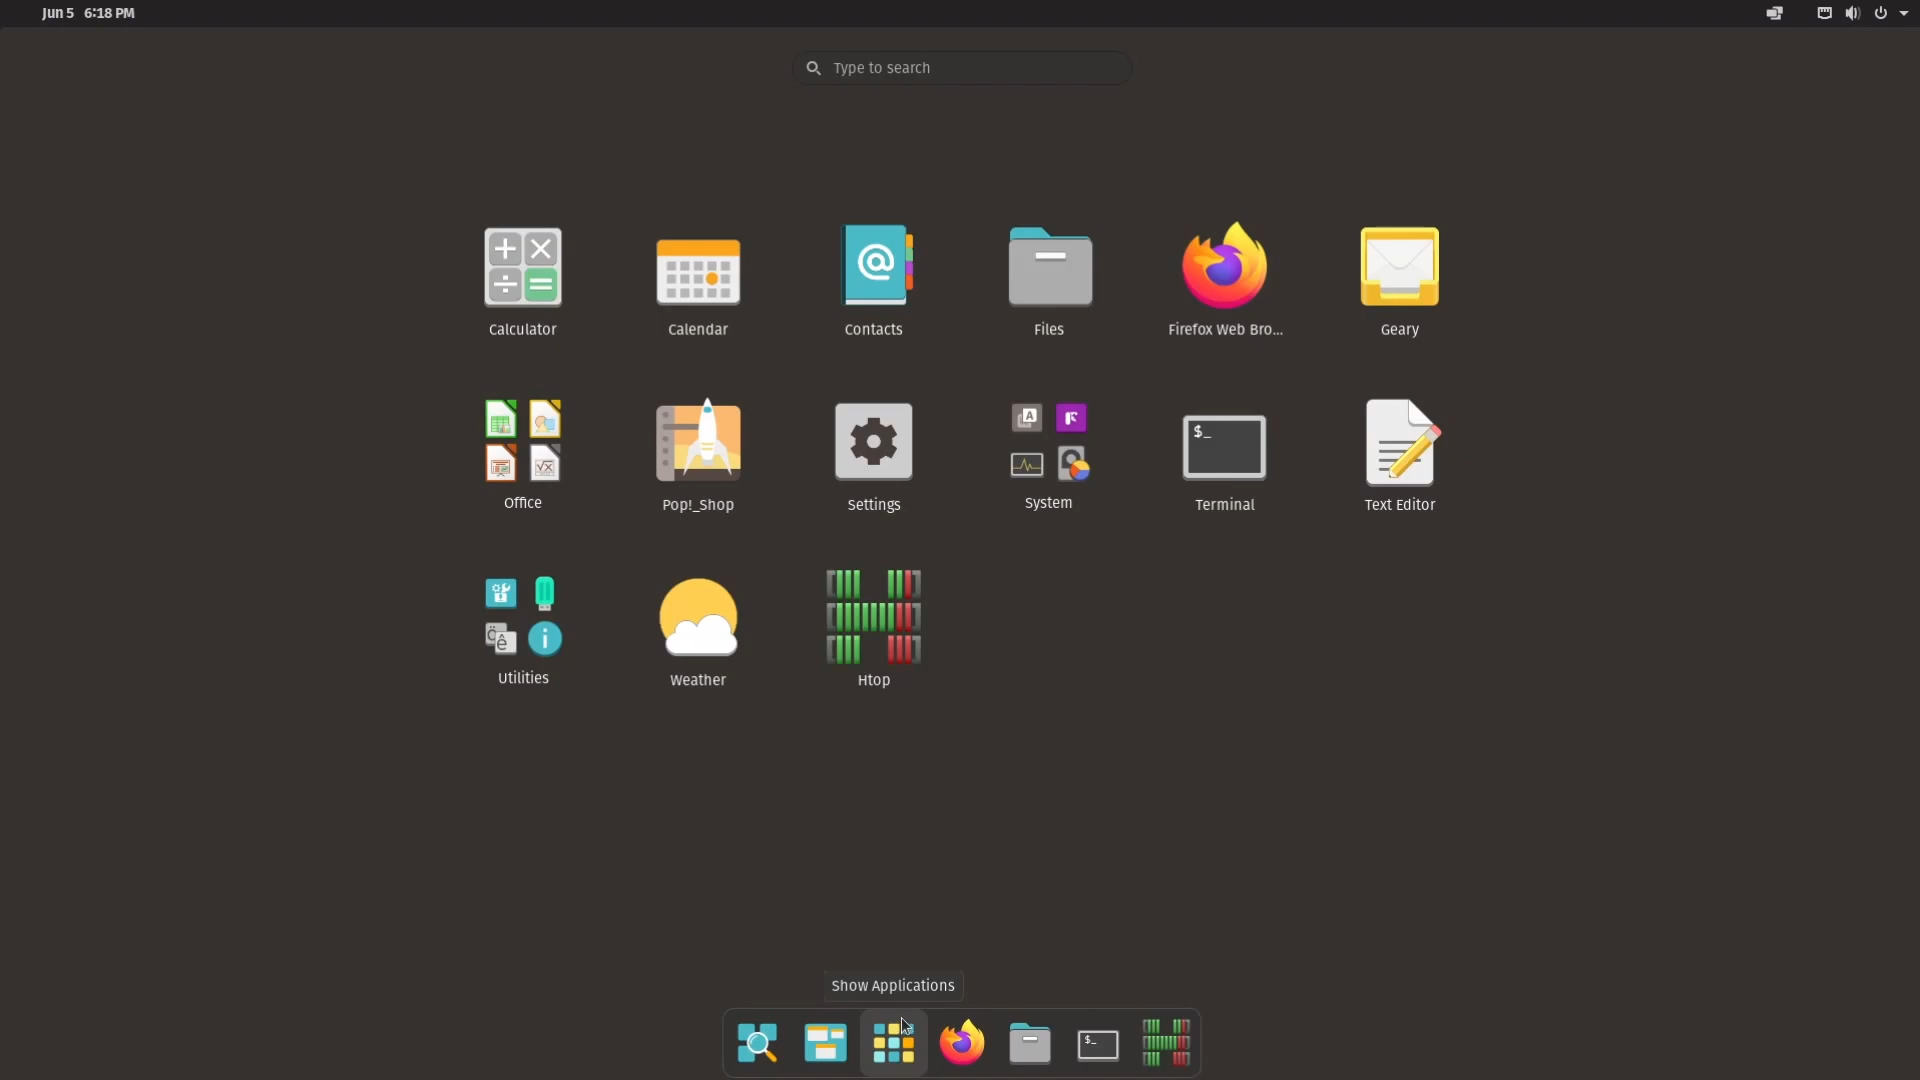 Jun 5 6:18 PM
Type to search
Calculator
Calendar
Contacts
Files
Firefox Web Bro...
Geary
Office
Pop!_Shop
Settings
System
$_
Terminal
Text Editor
Utilities
Weather
Htop
Show Applications
$_